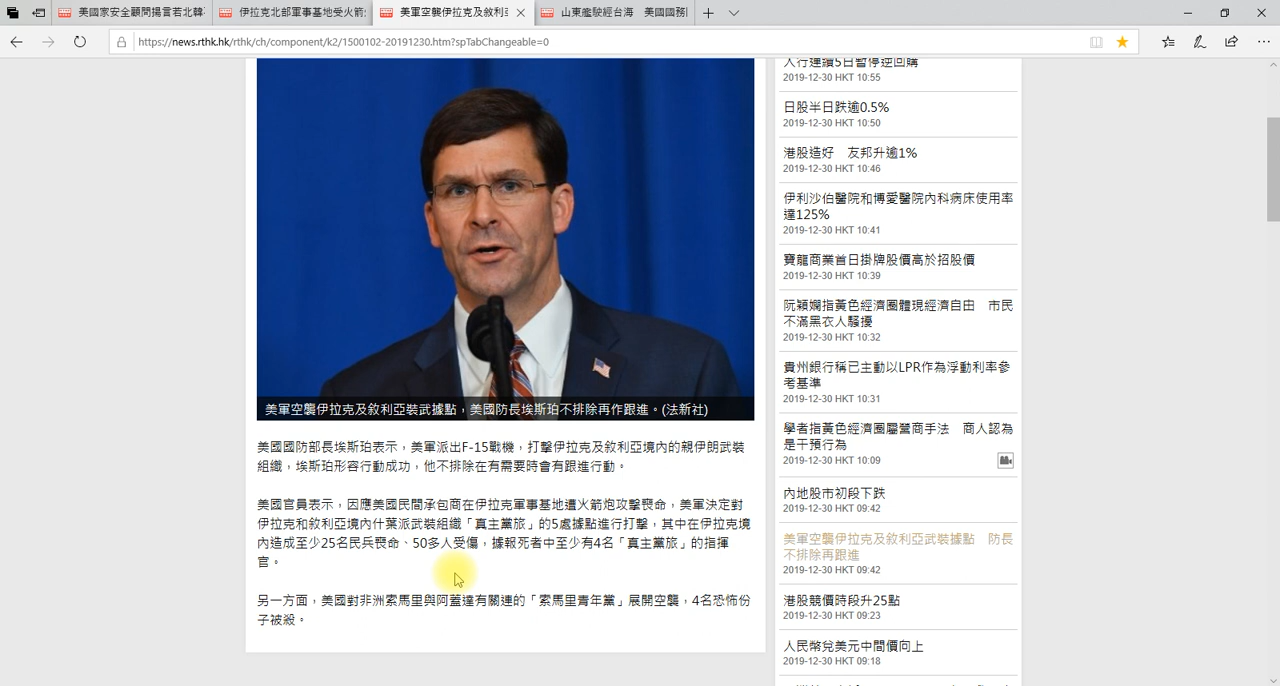 美國家安全顧問揚言若北韓
伊拉克北部軍事基地受火箭
美軍空襲伊拉克及敘利亞
山東艦駛經台海　美國國務
https://news.rthk.hk/rthk/ch/component/k2/1500102-20191230.htm?spTabChangeable=0
美軍空襲伊拉克及敘利亞裝武據點，美國防長埃斯珀不排除再作跟進。(法新社)
美國國防部長埃斯珀表示，美軍派出F-15戰機，打擊伊拉克及敘利亞境內的親伊朗武裝
組織，埃斯珀形容行動成功，他不排除在有需要時會有跟進行動。
美國官員表示，因應美國民間承包商在伊拉克軍事基地遭火箭炮攻擊喪命，美軍決定對
伊拉克和敘利亞境內什葉派武裝組織「真主黨旅」的5處據點進行打擊，其中在伊拉克境
內造成至少25名民兵喪命、50多人受傷，據報死者中至少有4名「真主黨旅」的指揮
官。
另一方面，美國對非洲索馬里與阿蓋達有關連的「索馬里青年黨」展開空襲，4名恐怖份
子被殺。
人行連續5日暫停逆回購
2019-12-30 HKT 10:55
日股半日跌逾0.5%
2019-12-30 HKT 10:50
港股造好　友邦升逾1%
2019-12-30 HKT 10:46
伊利沙伯醫院和博愛醫院內科病床使用率
達125%
2019-12-30 HKT 10:41
寶龍商業首日掛牌股價高於招股價
2019-12-30 HKT 10:39
阮穎嫻指黃色經濟圈體現經濟自由　市民
不滿黑衣人騷擾
2019-12-30 HKT 10:32
貴州銀行稱已主動以LPR作為浮動利率參
考基準
2019-12-30 HKT 10:31
學者指黃色經濟圈屬營商手法　商人認為
是干預行為
2019-12-30 HKT 10:09
內地股市初段下跌
2019-12-30 HKT 09:42
美軍空襲伊拉克及敘利亞武裝據點　防長
不排除再跟進
2019-12-30 HKT 09:42
港股競價時段升25點
2019-12-30 HKT 09:23
人民幣兌美元中間價向上
2019-12-30 HKT 09:18